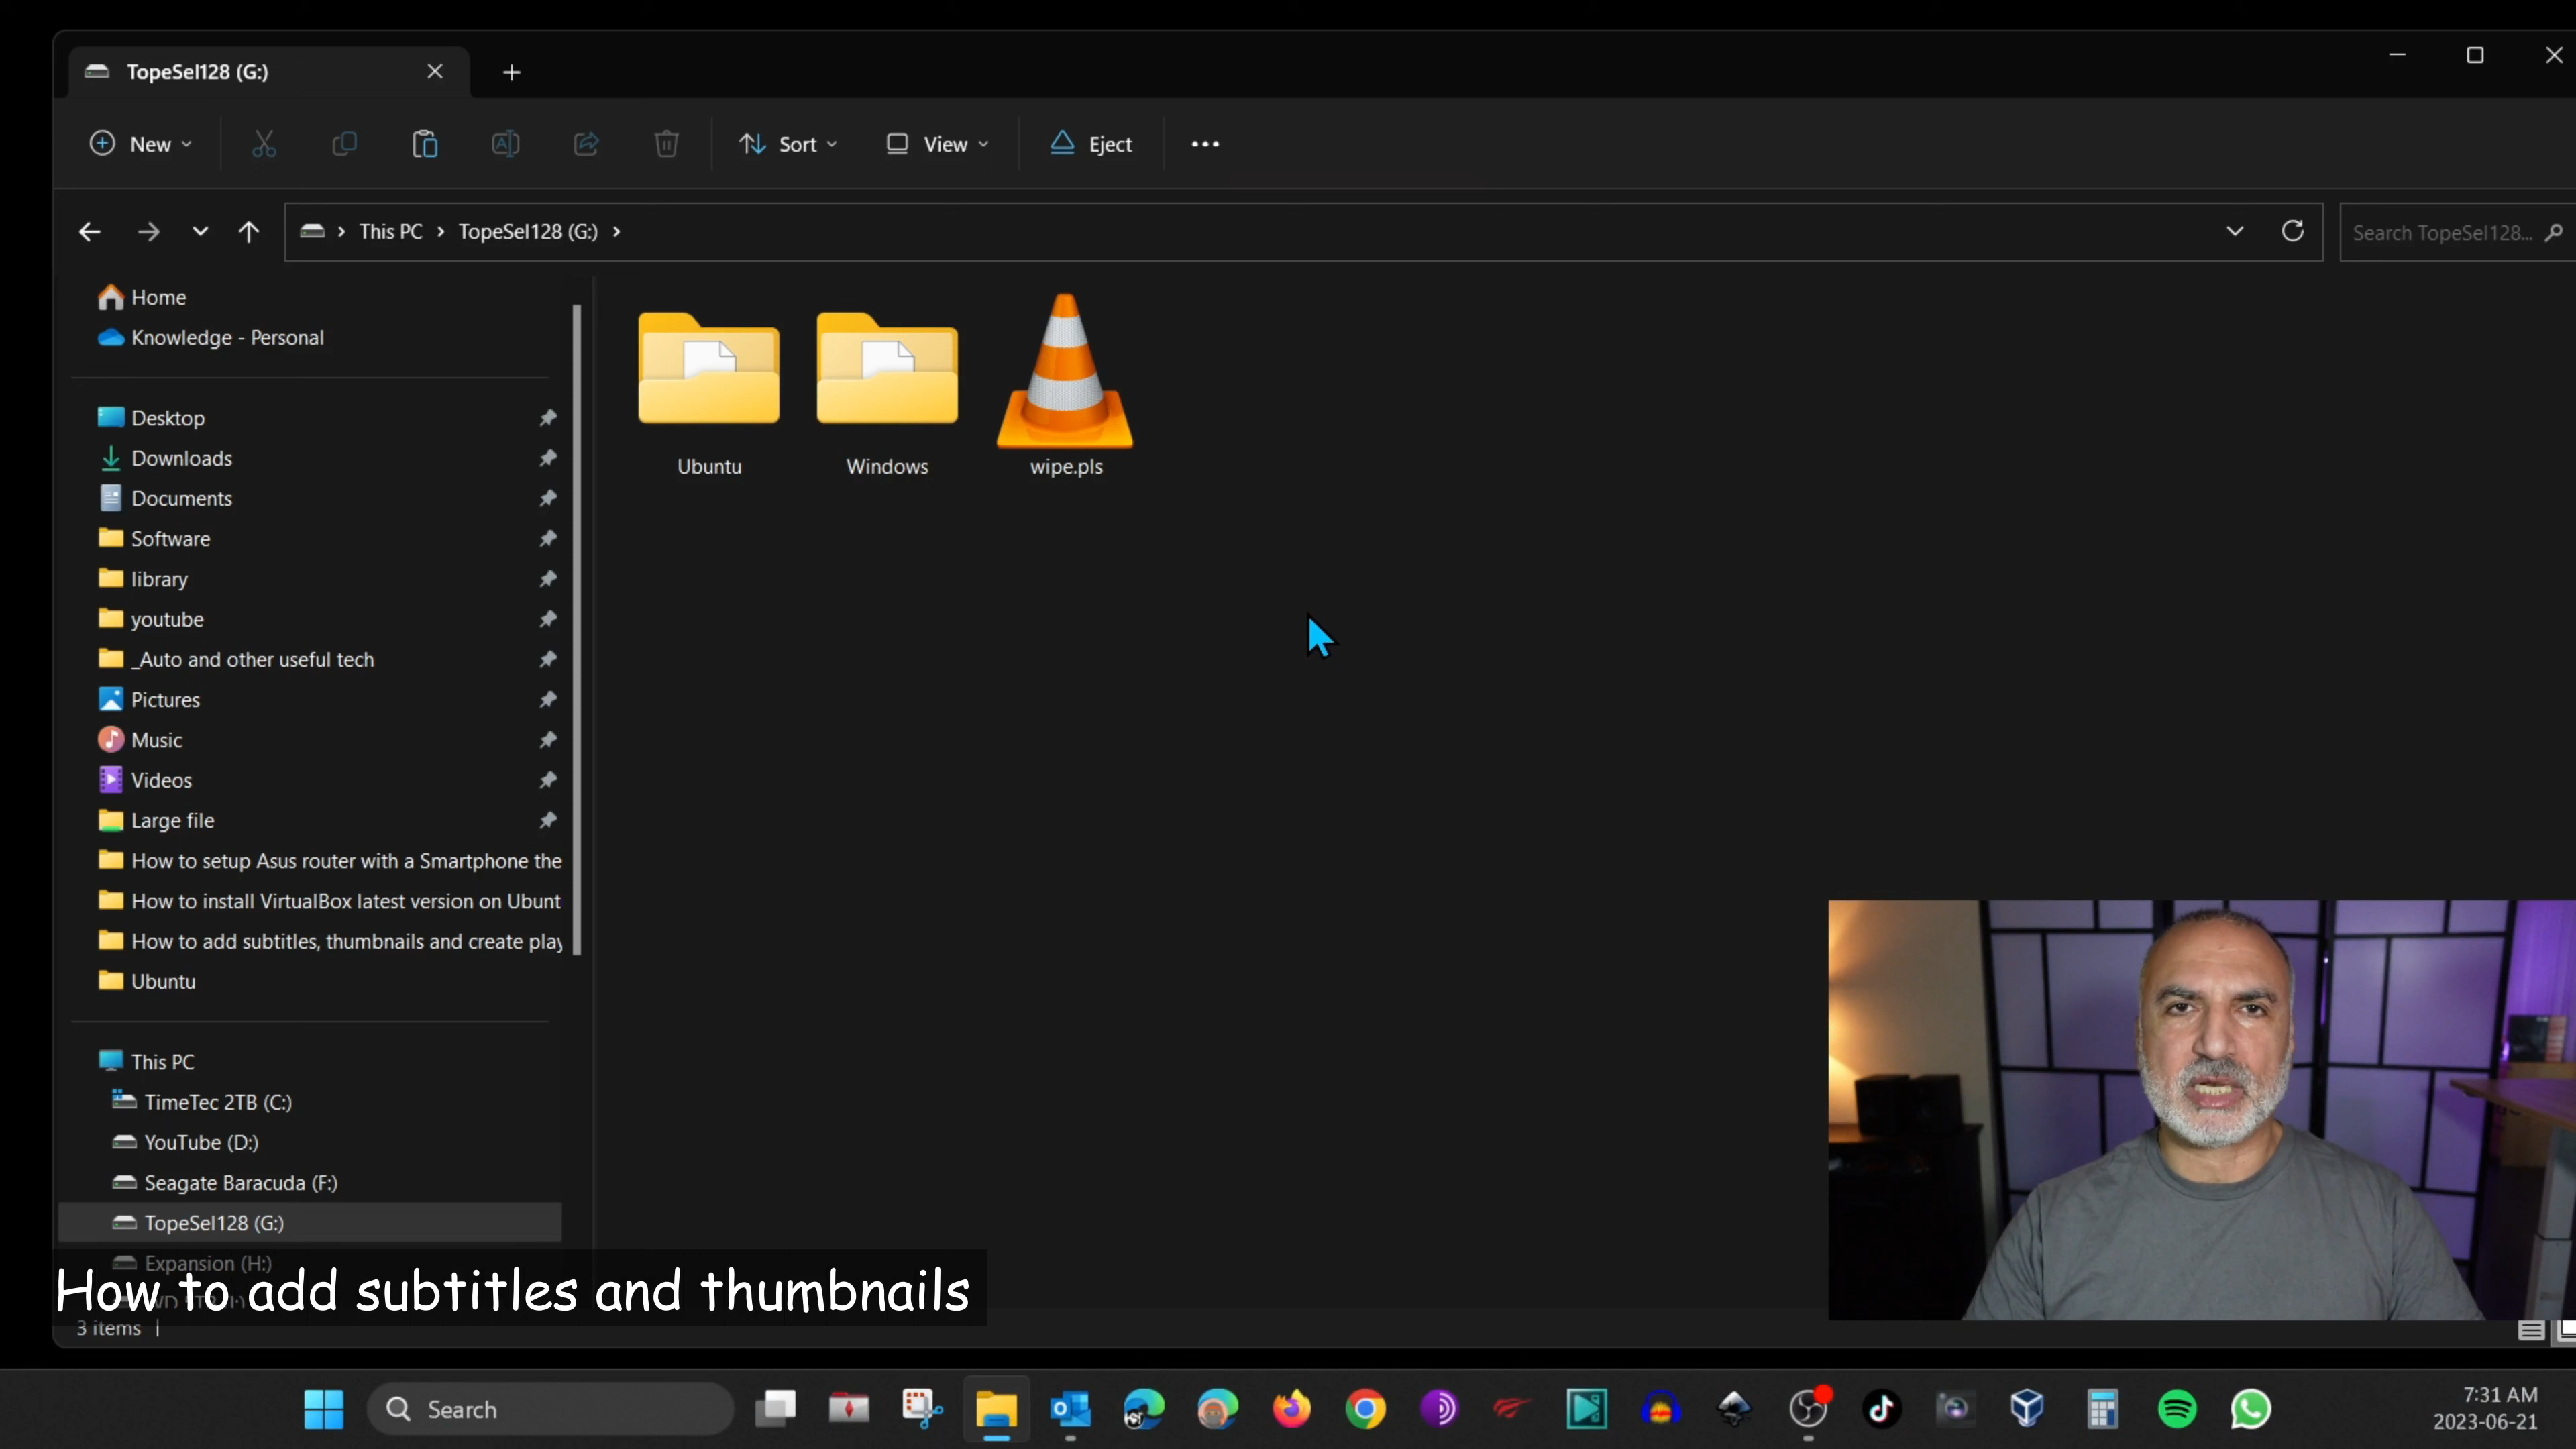 TopeSel128 (G:)
New
Sort
View
Eject
This PC
TopeSel128 (G:)
Search TopeSel128...
Home
Knowledge - Personal
Desktop
Downloads
Documents
Software
library
youtube
_Auto and other useful tech
Pictures
Music
Videos
Large file
How to setup Asus router with a Smartphone the
How to install VirtualBox latest version on Ubunt
How to add subtitles, thumbnails and create play
Ubuntu
This PC
TimeTec 2TB (C:)
YouTube (D:)
Seagate Baracuda (F:)
TopeSel128 (G:)
Expansion (H:)
Ubuntu
Windows
wipe.pls
How to add subtitles and thumbnails
3 items
Search
7:31 AM
2023-06-21